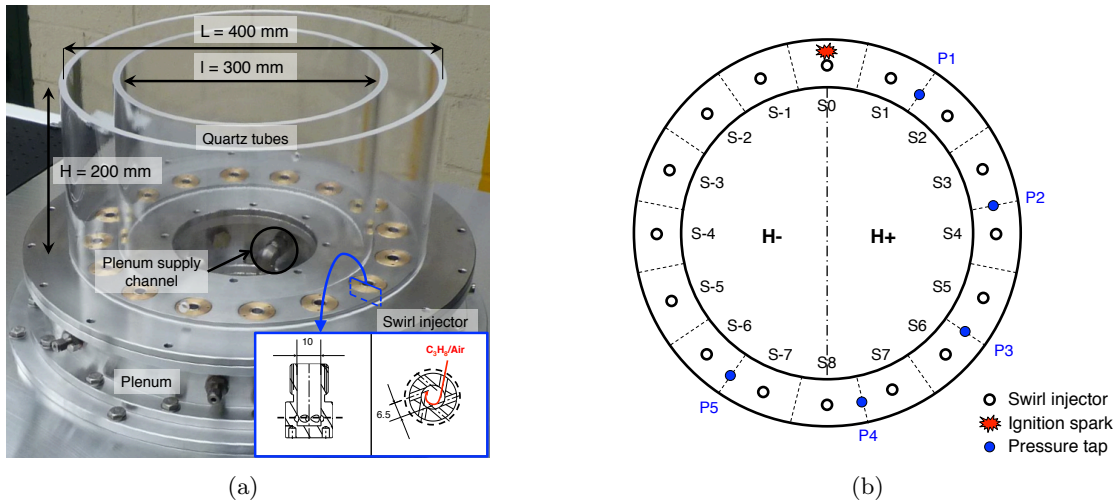 L = 400 mm
l = 300 mm
Quartz tubes
H = 200 mm
Plenum supply
channel
Swirl injector
10
C₃H₈/Air
6.5
Plenum
(a)
P1
S0
S-1
S1
S-2
S2
S-3
S3
P2
S-4
H-
H+
S4
S-5
S5
S-6
S6
P3
S-7
S8
S7
P5
P4
Swirl injector
Ignition spark
Pressure tap
(b)